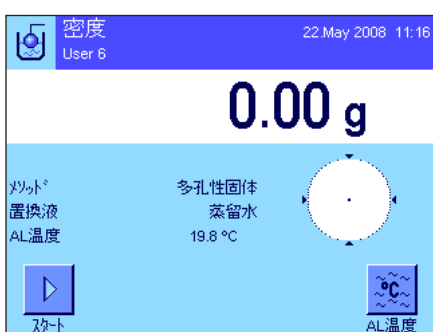 密度
22.May 2008 11:16
User 6
0.00 g
ﾒｿｯﾄﾞ 多孔性固体
置換液 蒸留水
AL温度 19.8 °C
°C
ｽﾀｰﾄ AL温度